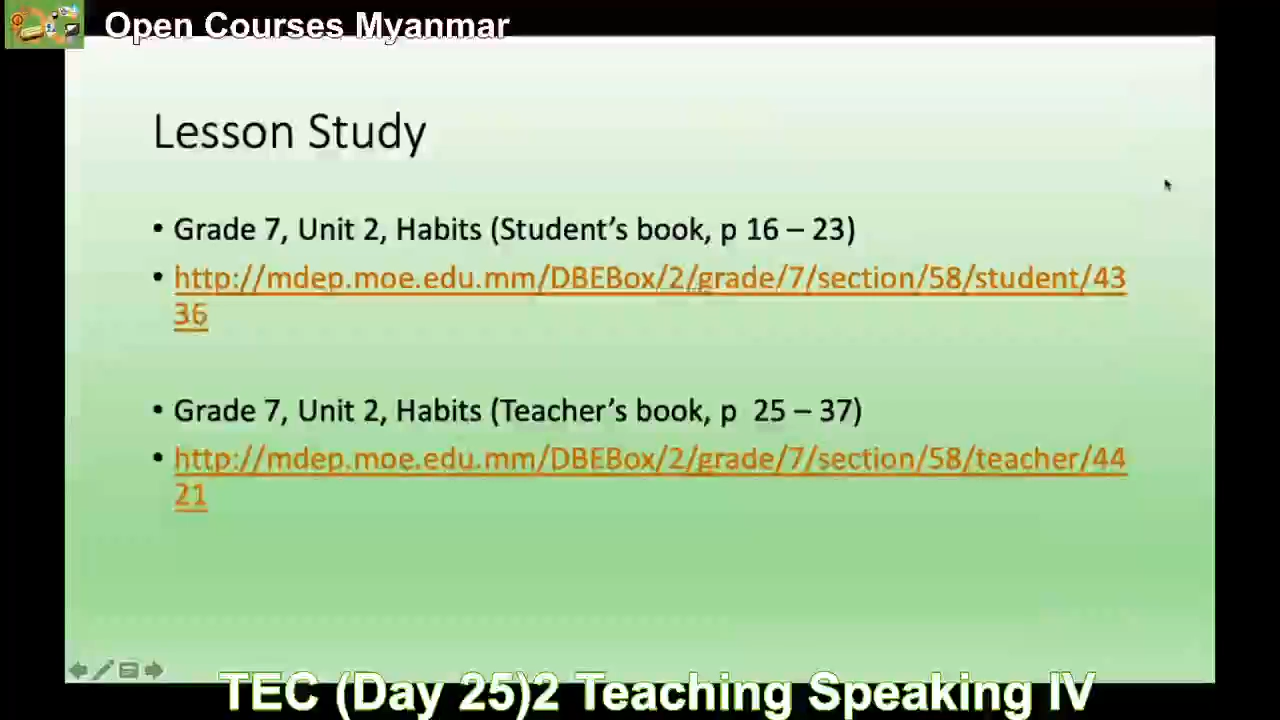 Open Courses Myanmar
Lesson Study
• Grade 7, Unit 2, Habits (Student’s book, p 16 – 23)
• http://mdep.moe.edu.mm/DBEBox/2/grade/7/section/58/student/43
36
• Grade 7, Unit 2, Habits (Teacher’s book, p  25 – 37)
• http://mdep.moe.edu.mm/DBEBox/2/grade/7/section/58/teacher/44
21
TEC (Day 25)2 Teaching Speaking IV